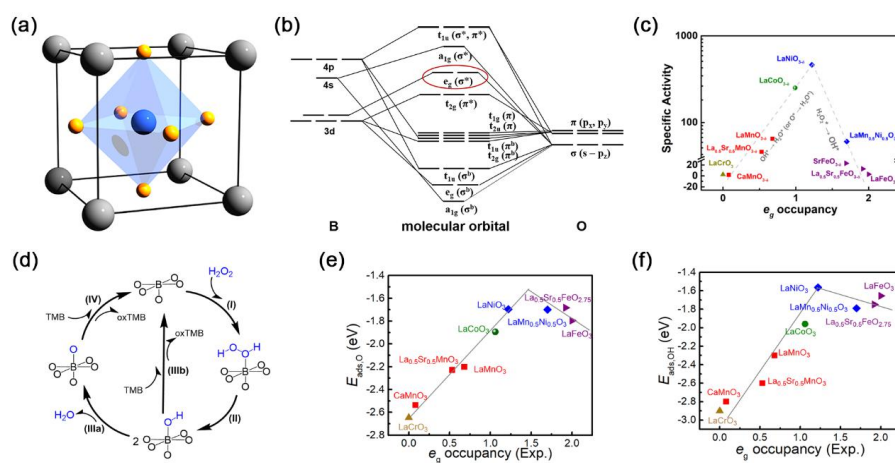 (a)
(b)
4p
4s
3d
t1u (σ*, π*)
a1g (σ*)
eg (σ*)
t2g (π*)
t1g (π)
t2u (π)
t1u (πb)
t2g (πb)
t1u (σb)
eg (σb)
a1g (σb)
π (px, py)
σ (s – pz)
B
molecular orbital
O
(c)
Specific Activity
1000
100
20
0
-20
LaNiO3-δ
LaCoO3-δ
LaMnO3-δ
La0.5Sr0.5MnO3-δ
LaCrO3
CaMnO3-δ
LaMn0.5Ni0.5O3
SrFeO3-δ
La0.5Sr0.5FeO3-δ
LaFeO3
H2O2 → OH*
0
1
2
eg occupancy
(d)
H2O2
(I)
(II)
(IIIa)
(IIIb)
(IV)
TMB
oxTMB
oxTMB
TMB
H2O
2
B
O
H
(e)
Eads,O (eV)
-1.4
-1.6
-1.8
-2.0
-2.2
-2.4
-2.6
-2.8
LaNiO3
La0.5Sr0.5FeO2.75
LaMn0.5Ni0.5O3
LaFeO3
LaCoO3
La0.5Sr0.5MnO3
LaMnO3
CaMnO3
LaCrO3
0.0 0.5 1.0 1.5 2.0
eg occupancy (Exp.)
(f)
Eads,OH (eV)
-1.4
-1.6
-1.8
-2.0
-2.2
-2.4
-2.6
-2.8
-3.0
LaNiO3
LaFeO3
LaMn0.5Ni0.5O3
La0.5Sr0.5FeO2.75
LaCoO3
LaMnO3
La0.5Sr0.5MnO3
CaMnO3
LaCrO3
0.0 0.5 1.0 1.5 2.0
eg occupancy (Exp.)